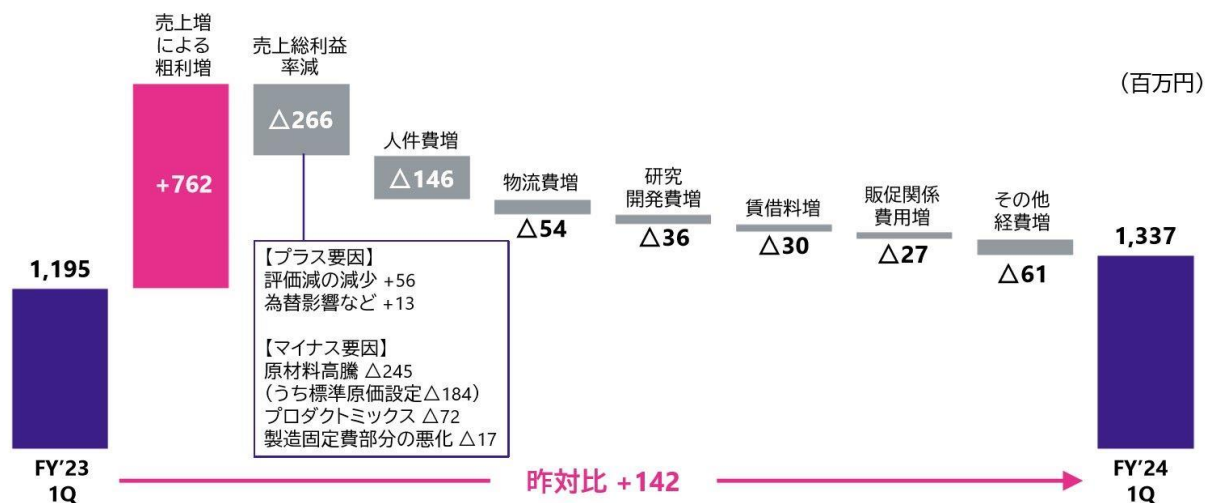 売上増
による
粗利増
売上総利益
率減
（百万円）
△266
人件費増
+762
△146
物流費増
研究
開発費増
賃借料増
販促関係
費用増
その他
経費増
△54
△36
△30
△27
△61
1,195
1,337
【プラス要因】
評価減の減少 +56
為替影響など +13
【マイナス要因】
原材料高騰 △245
（うち標準原価設定△184）
プロダクトミックス △72
製造固定費部分の悪化 △17
FY'23
1Q
昨対比 +142
FY'24
1Q